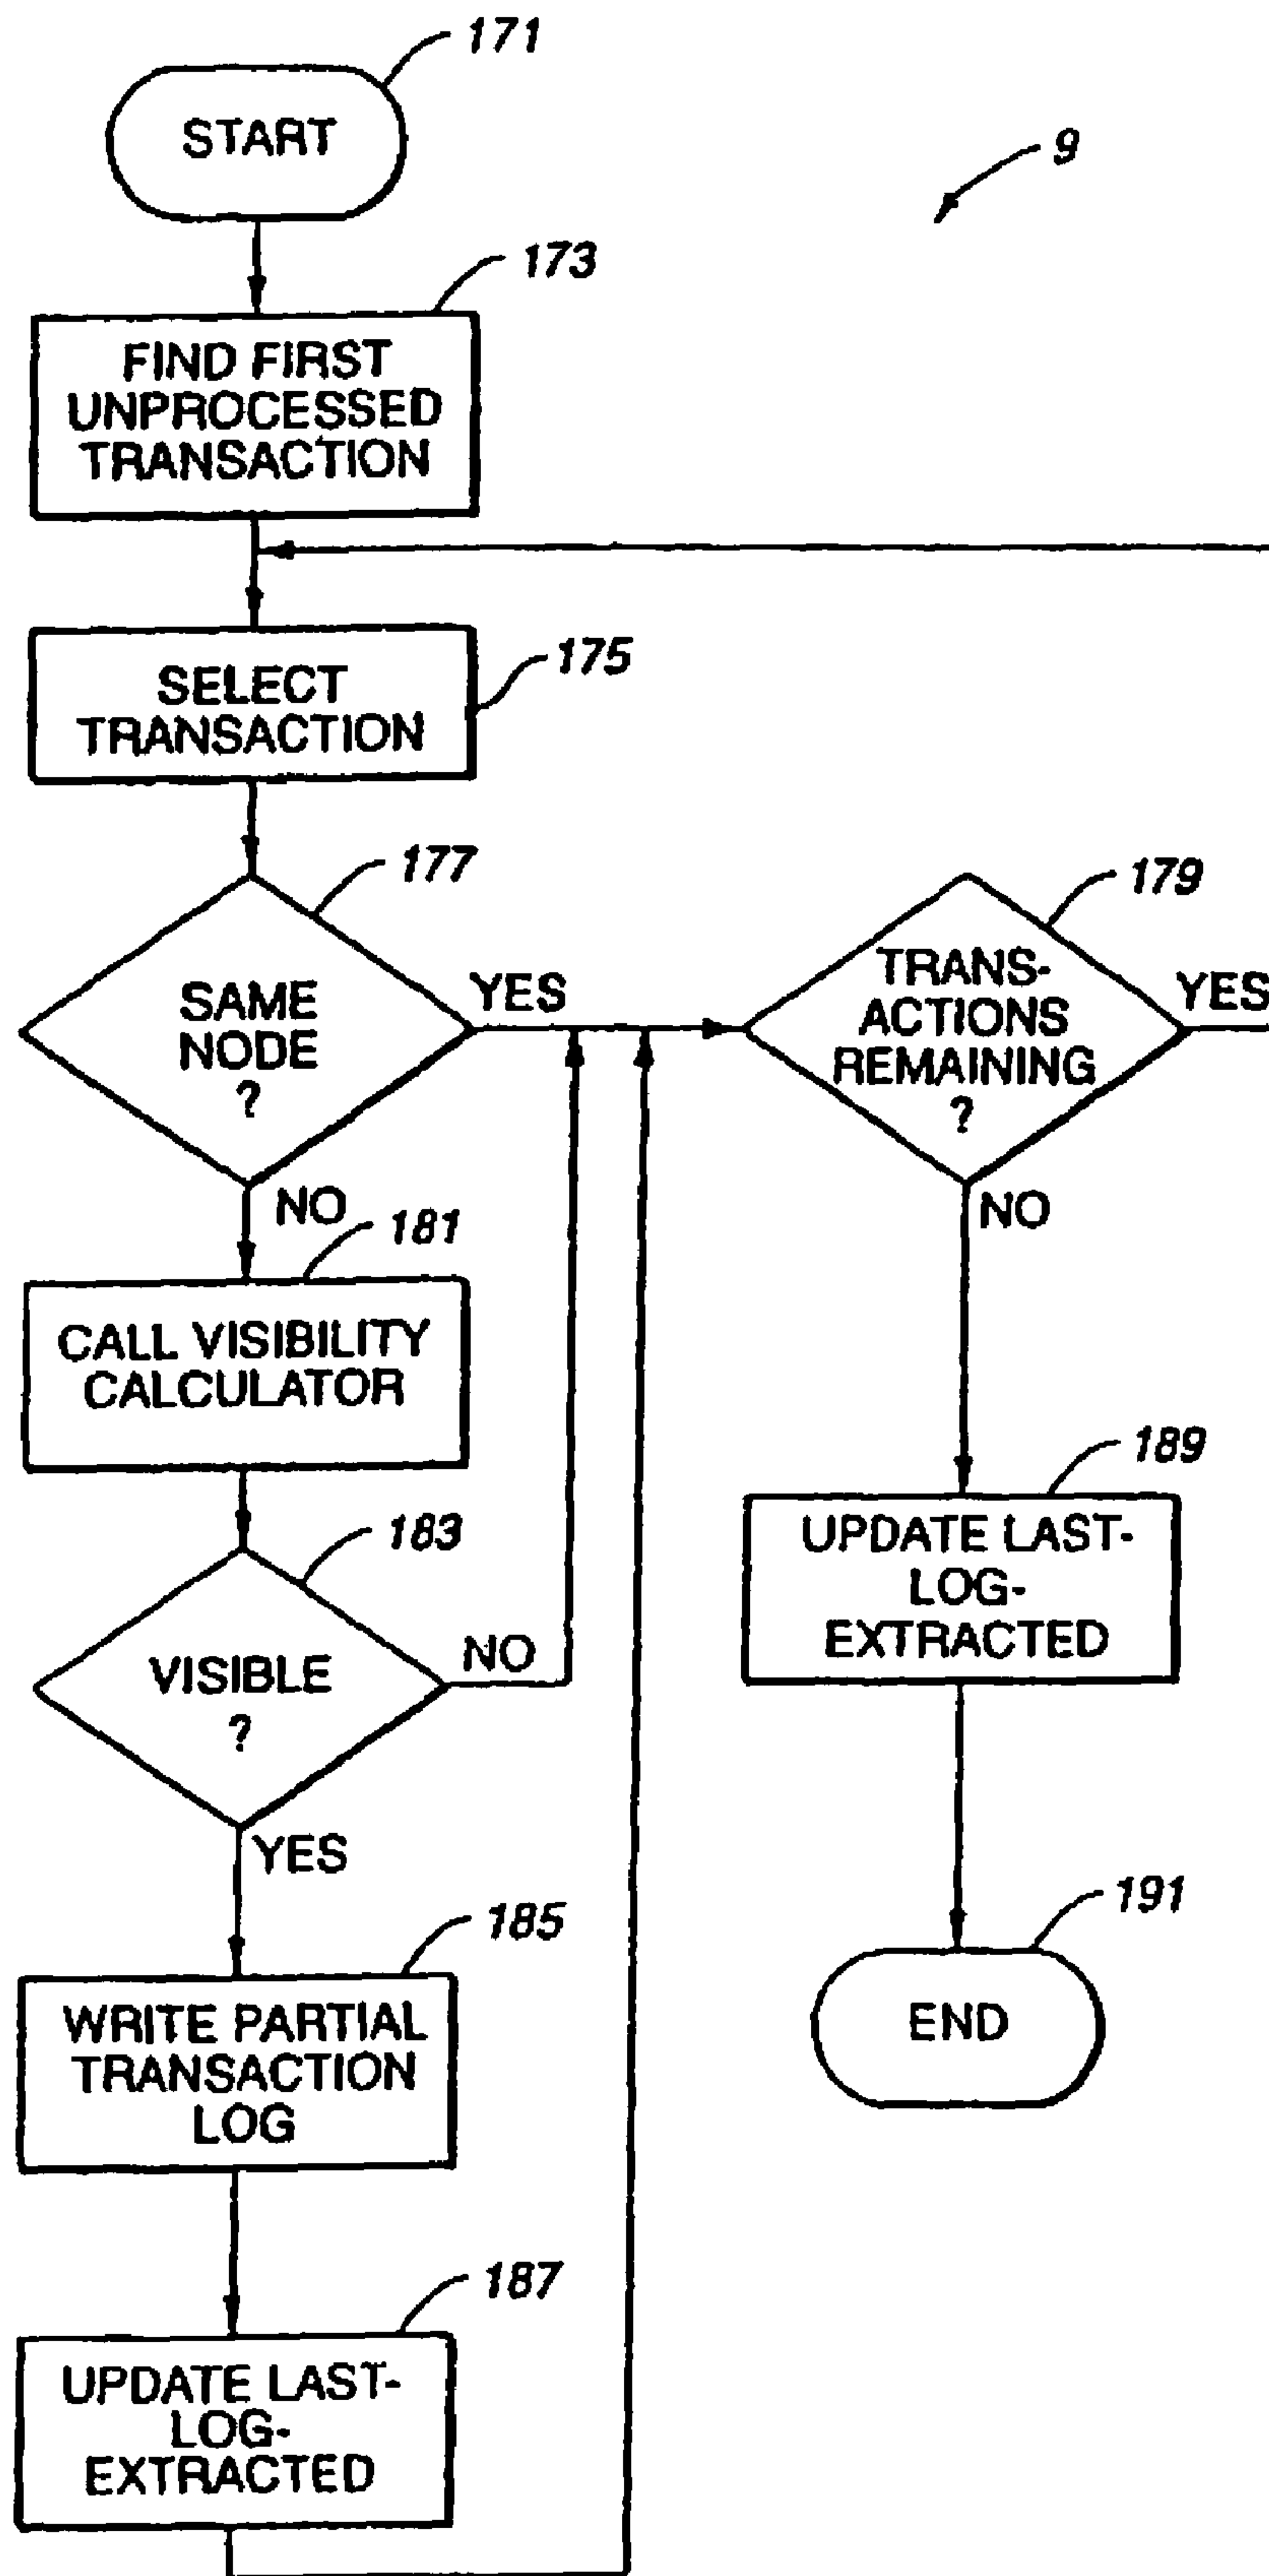 171
START
9
173
FIND FIRST
UNPROCESSED
TRANSACTION
175
SELECT
TRANSACTION
177
SAME
NODE
?
YES
NO
179
TRANS-
ACTIONS
REMAINING
?
YES
NO
181
CALL VISIBILITY
CALCULATOR
183
VISIBLE
?
NO
YES
185
WRITE PARTIAL
TRANSACTION
LOG
187
UPDATE LAST-
LOG-
EXTRACTED
189
UPDATE LAST-
LOG-
EXTRACTED
191
END